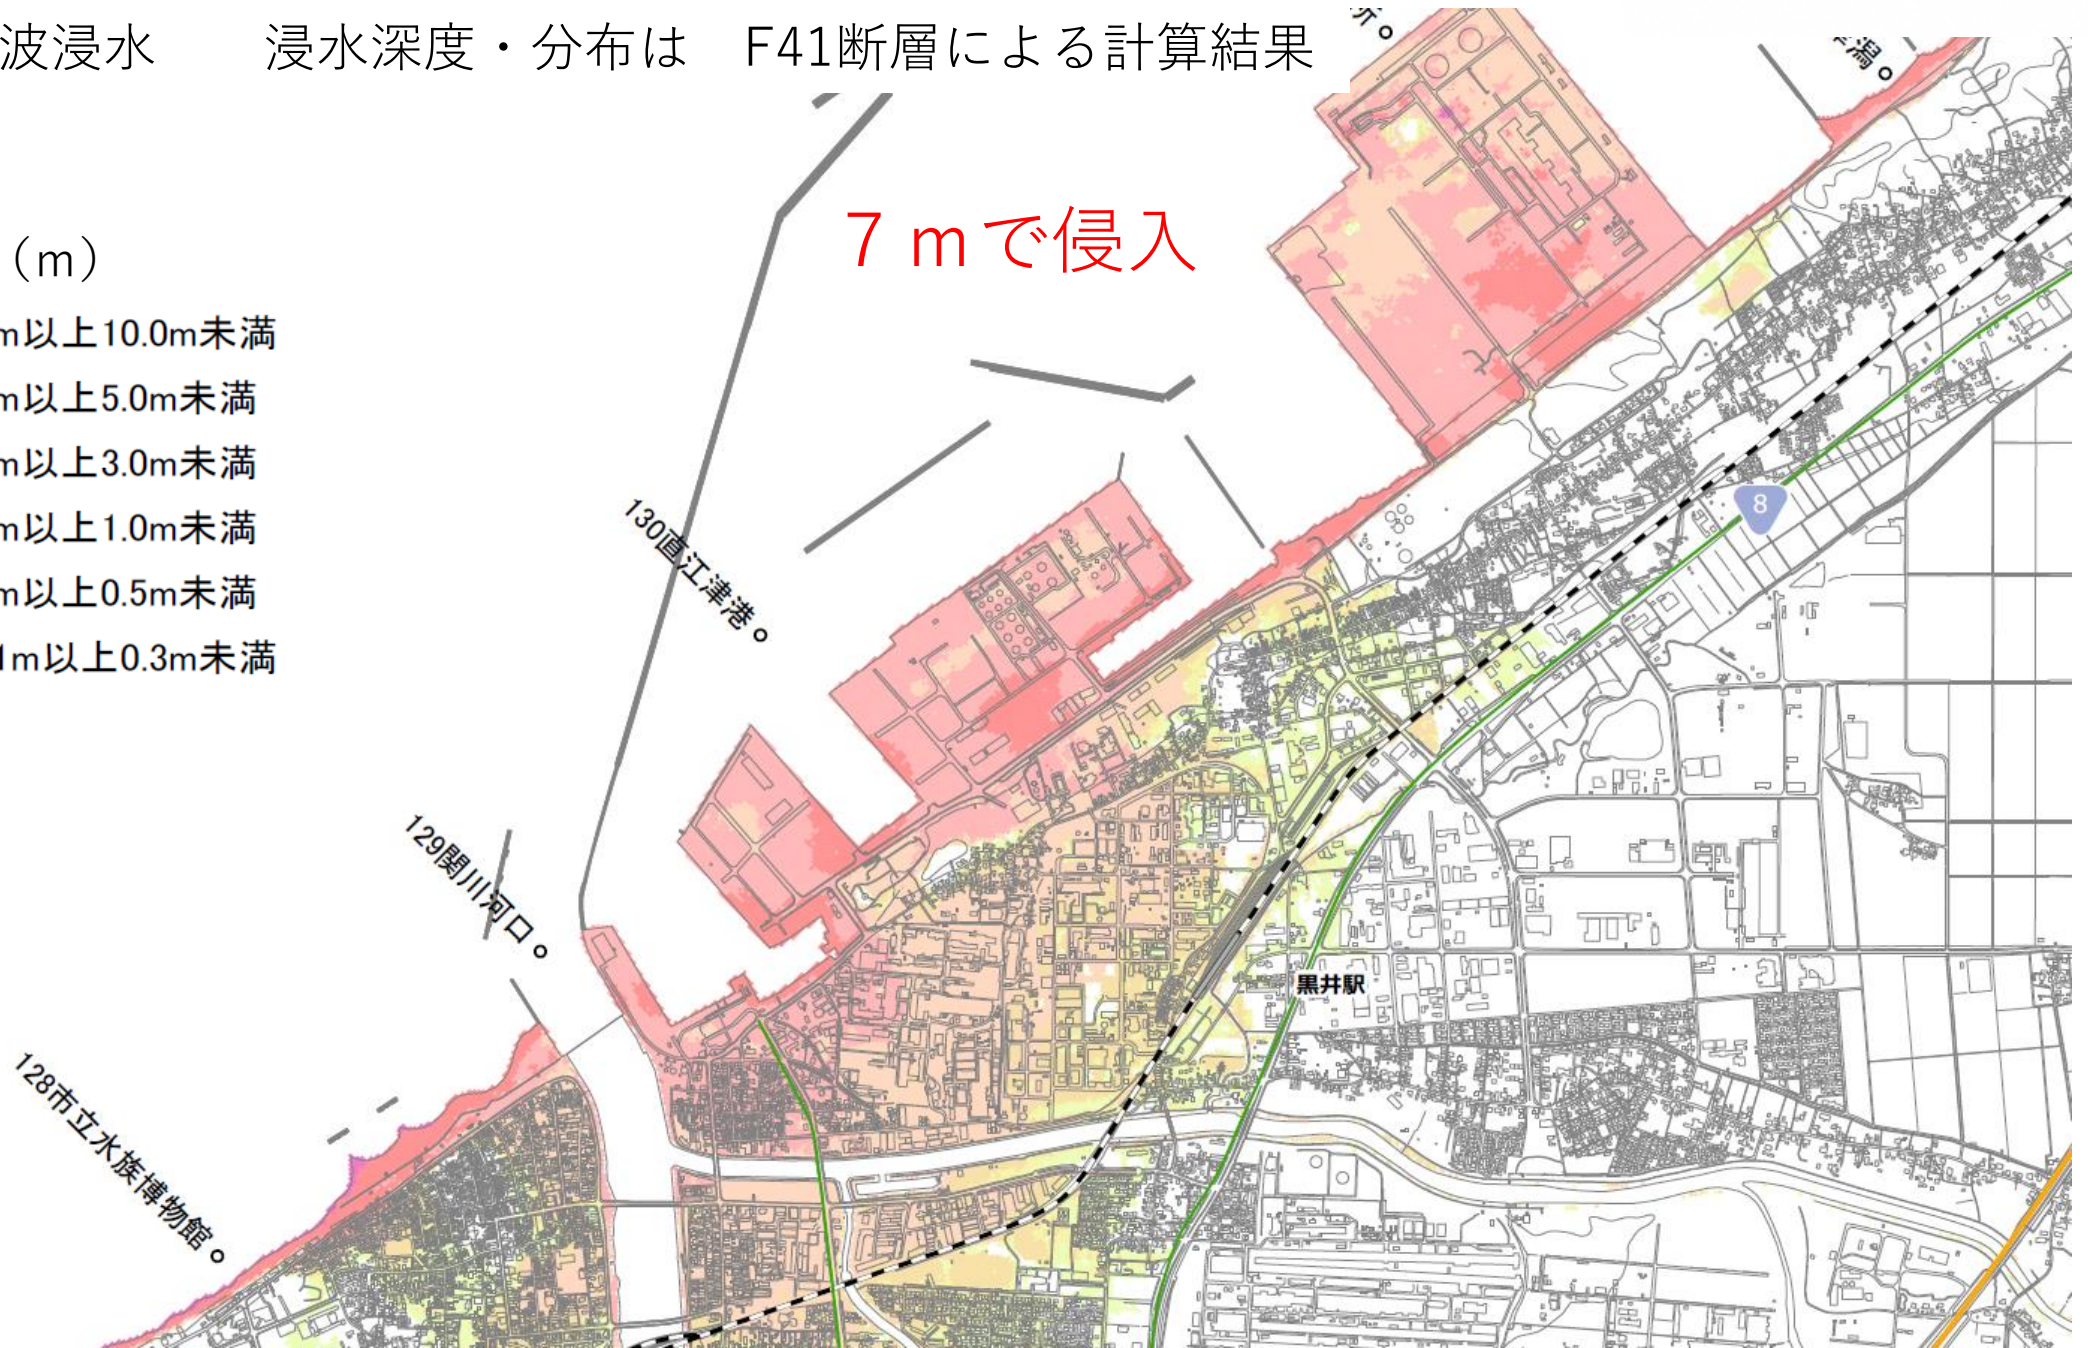 波浸水　浸水深度・分布は　F41断層による計算結果
７ｍで侵入
（m）
m以上10.0m未満
m以上5.0m未満
m以上3.0m未満
m以上1.0m未満
m以上0.5m未満
1m以上0.3m未満
8
130直江津港
129関川河口
黒井駅
128市立水族博物館